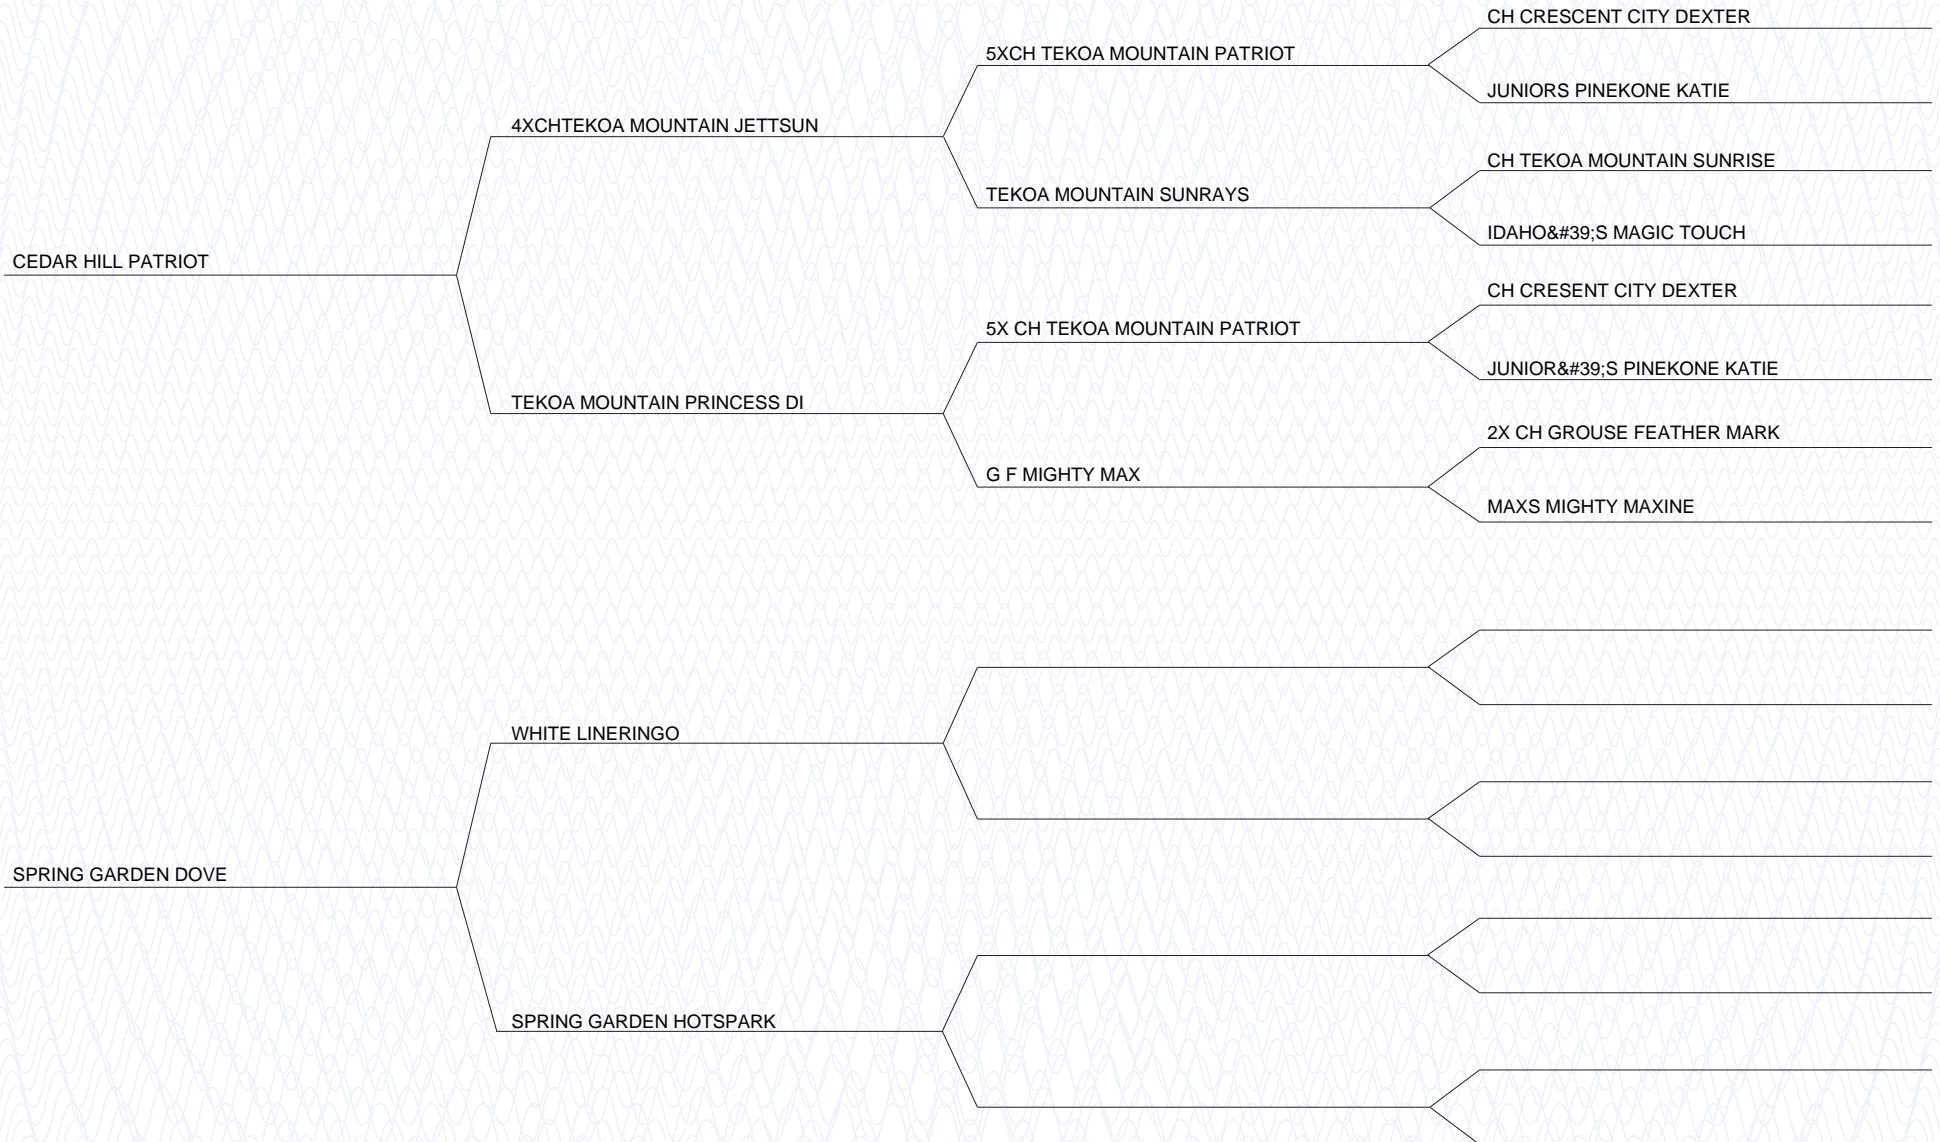 CH CRESCENT CITY DEXTER
5XCH TEKOA MOUNTAIN PATRIOT
JUNIORS PINEKONE KATIE
4XCHTEKOA MOUNTAIN JETTSUN
CH TEKOA MOUNTAIN SUNRISE
TEKOA MOUNTAIN SUNRAYS
IDAHO&#39;S MAGIC TOUCH
CEDAR HILL PATRIOT
CH CRESENT CITY DEXTER
5X CH TEKOA MOUNTAIN PATRIOT
JUNIOR&#39;S PINEKONE KATIE
TEKOA MOUNTAIN PRINCESS DI
2X CH GROUSE FEATHER MARK
G F MIGHTY MAX
MAXS MIGHTY MAXINE
WHITE LINERINGO
SPRING GARDEN DOVE
SPRING GARDEN HOTSPARK